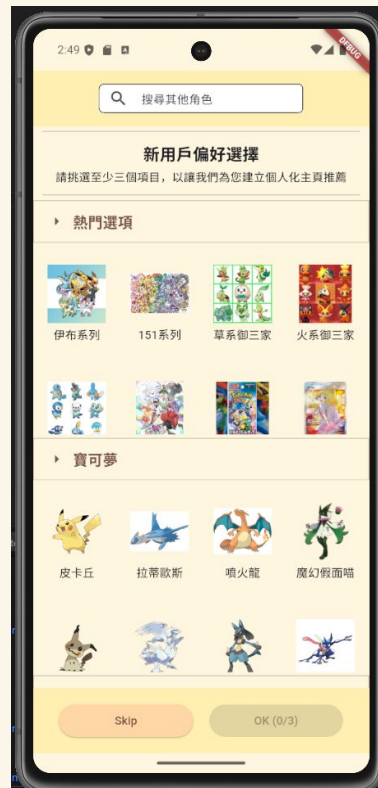 2:49
DEBUG
搜尋其他角色
新用戶偏好選擇
請挑選至少三個項目，以讓我們為您建立個人化主頁推薦
熱門選項
伊布系列
151系列
草系御三家
火系御三家
寶可夢
皮卡丘
拉蒂歐斯
噴火龍
魔幻假面喵
Skip
OK (0/3)